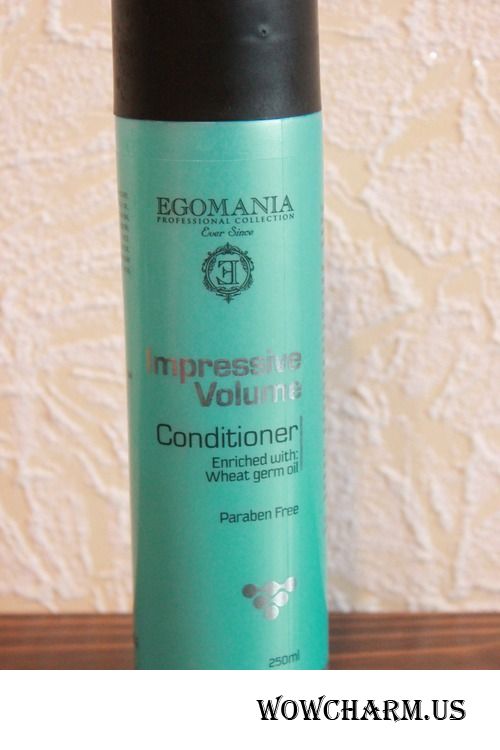 EGOMANIA
PROFESSIONAL COLLECTION
Ever Since
E
Impressive
Volume
Conditioner
Enriched with:
Wheat germ oil
Paraben Free
250ml
WOWCHARM.US